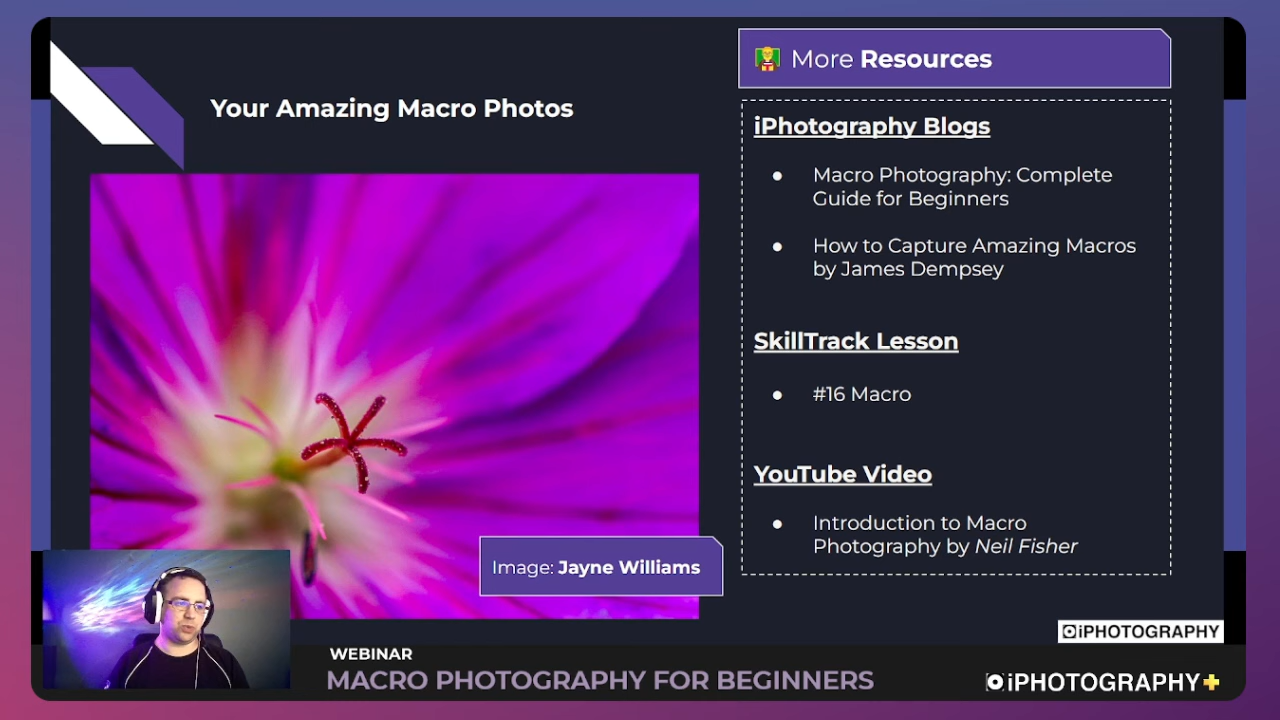 Your Amazing Macro Photos
More Resources
iPhotography Blogs
● Macro Photography: Complete
Guide for Beginners
● How to Capture Amazing Macros
by James Dempsey
SkillTrack Lesson
● #16 Macro
YouTube Video
● Introduction to Macro
Photography by Neil Fisher
Image: Jayne Williams
iPHOTOGRAPHY
WEBINAR
MACRO PHOTOGRAPHY FOR BEGINNERS
iPHOTOGRAPHY+